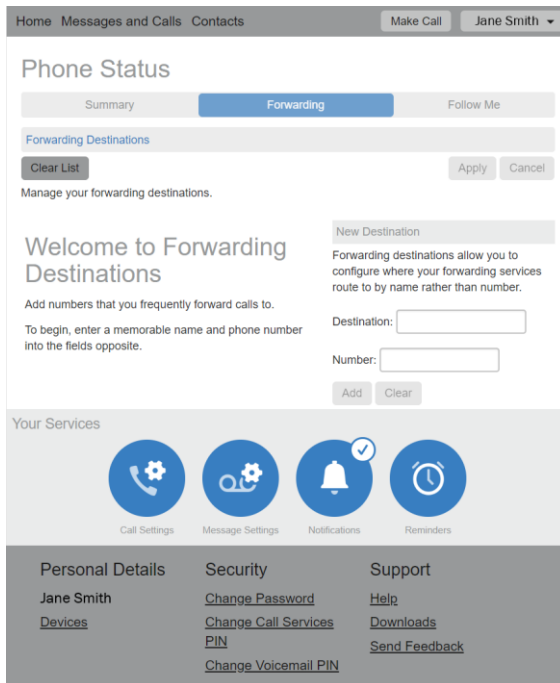 Home Messages and Calls Contacts Make Call Jane Smith
Phone Status
Summary Forwarding Follow Me
Forwarding Destinations
Clear List Apply Cancel
Manage your forwarding destinations.
Welcome to Forwarding
Destinations
Add numbers that you frequently forward calls to.
To begin, enter a memorable name and phone number
into the fields opposite.
New Destination
Forwarding destinations allow you to
configure where your forwarding services
route to by name rather than number.
Destination:
Number:
Add Clear
Your Services
Call Settings Message Settings Notifications Reminders
Personal Details
Jane Smith
Devices
Security
Change Password
Change Call Services
PIN
Change Voicemail PIN
Support
Help
Downloads
Send Feedback